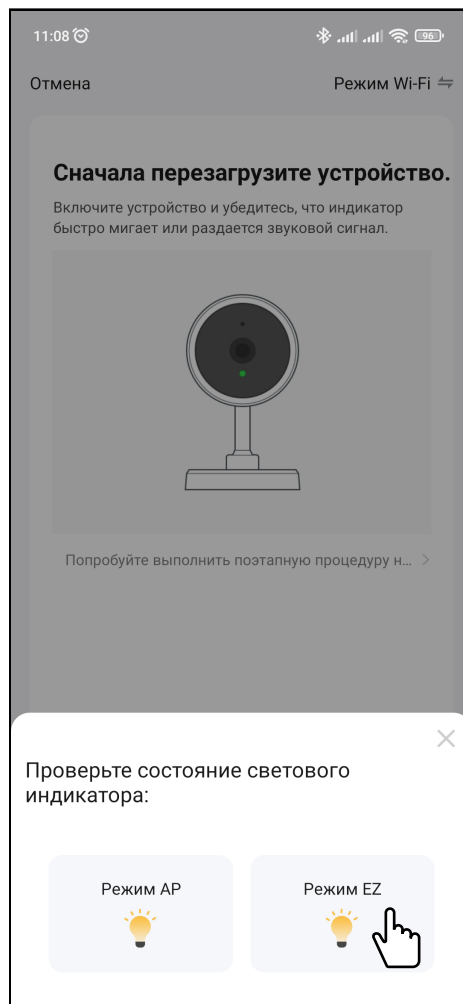 11:08
96
Отмена
Режим Wi-Fi
Сначала перезагрузите устройство.
Включите устройство и убедитесь, что индикатор
быстро мигает или раздается звуковой сигнал.
Попробуйте выполнить поэтапную процедуру н...
Проверьте состояние светового
индикатора:
Режим AP
Режим EZ